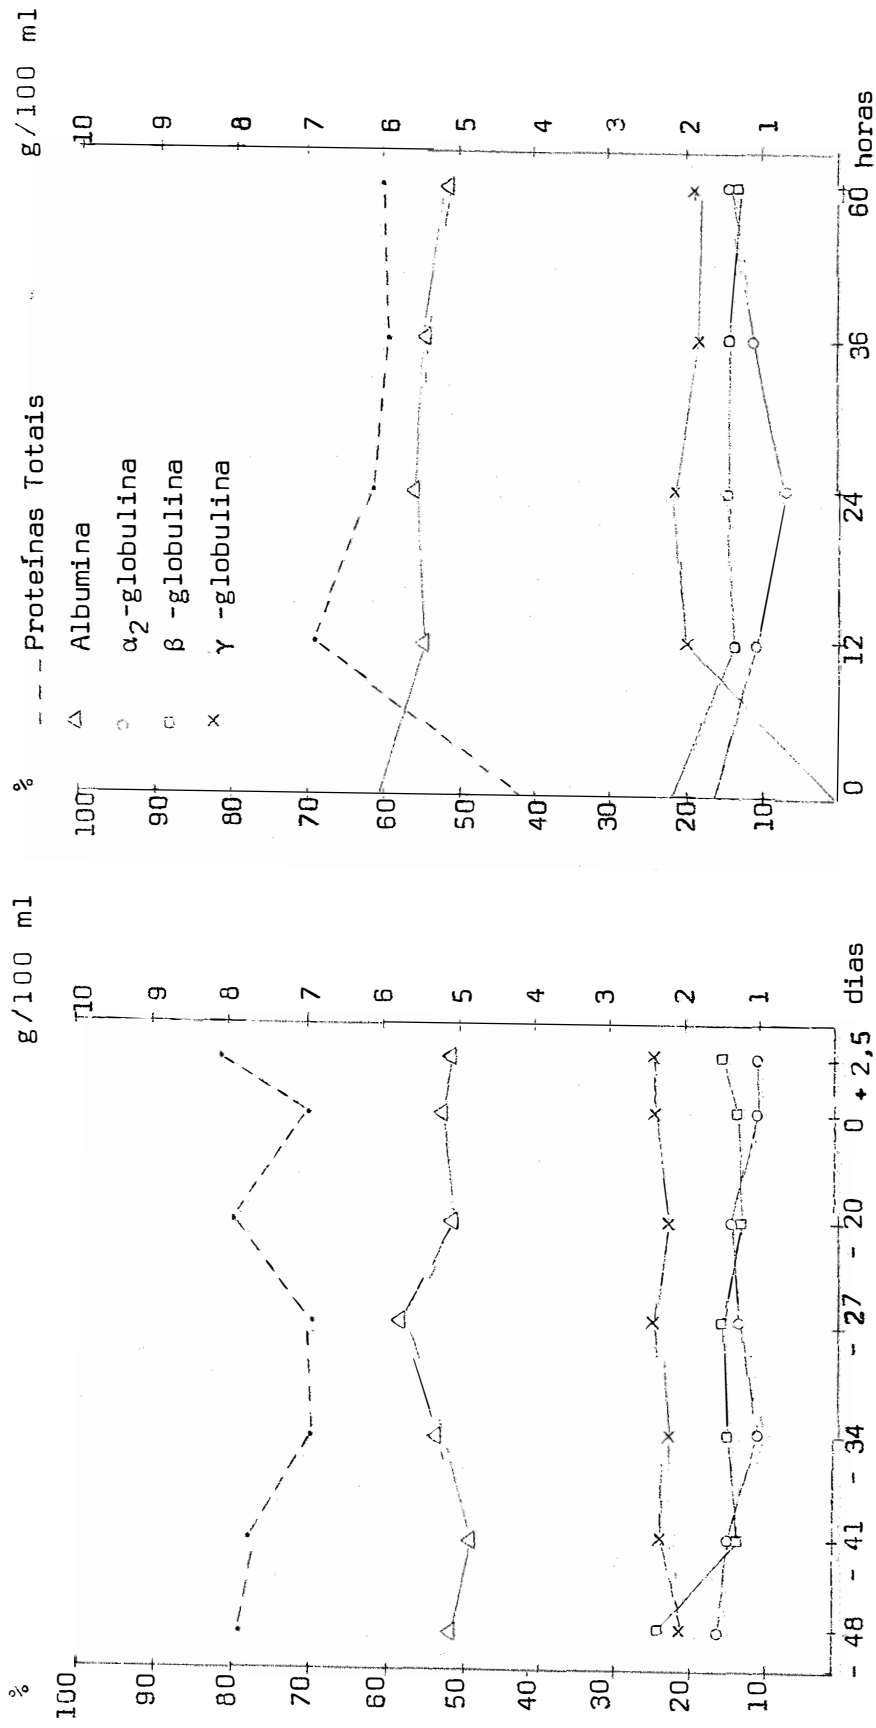 % g/100 ml
100 90 80 70 60 50 40 30 20 10
10 9 8 7 6 5 4 3 2 1
- 48 - 41 - 34 - 27 - 20 0 + 2,5 dias
% g/100 ml
- - - Proteínas Totais
△ Albumina
○ α2-globulina
□ β -globulina
× γ -globulina
100 90 80 70 60 50 40 30 20 10
10 9 8 7 6 5 4 3 2 1
0 12 24 36 60 horas